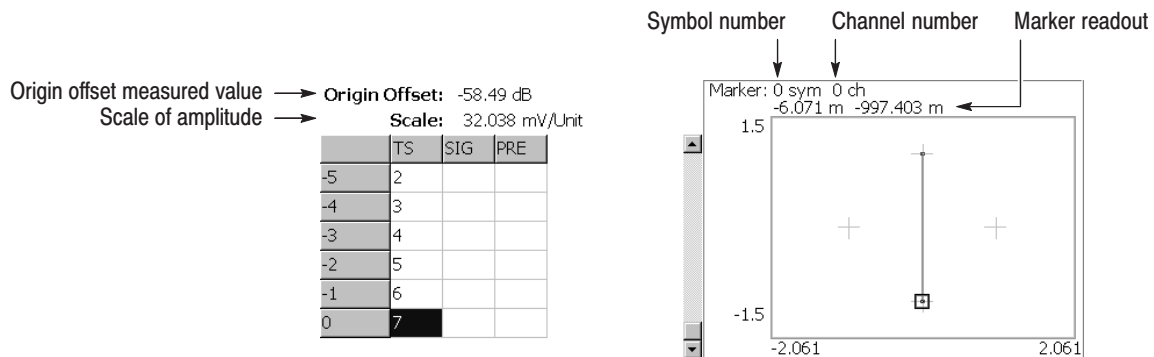 Symbol number Channel number Marker readout
Origin offset measured value Origin Offset: -58.49 dB
Scale of amplitude Scale: 32.038 mV/Unit
TS SIG PRE
-5 2
-4 3
-3 4
-2 5
-1 6
0 7
Marker: 0 sym 0 ch
-6.071 m -997.403 m
1.5
-1.5
-2.061 2.061